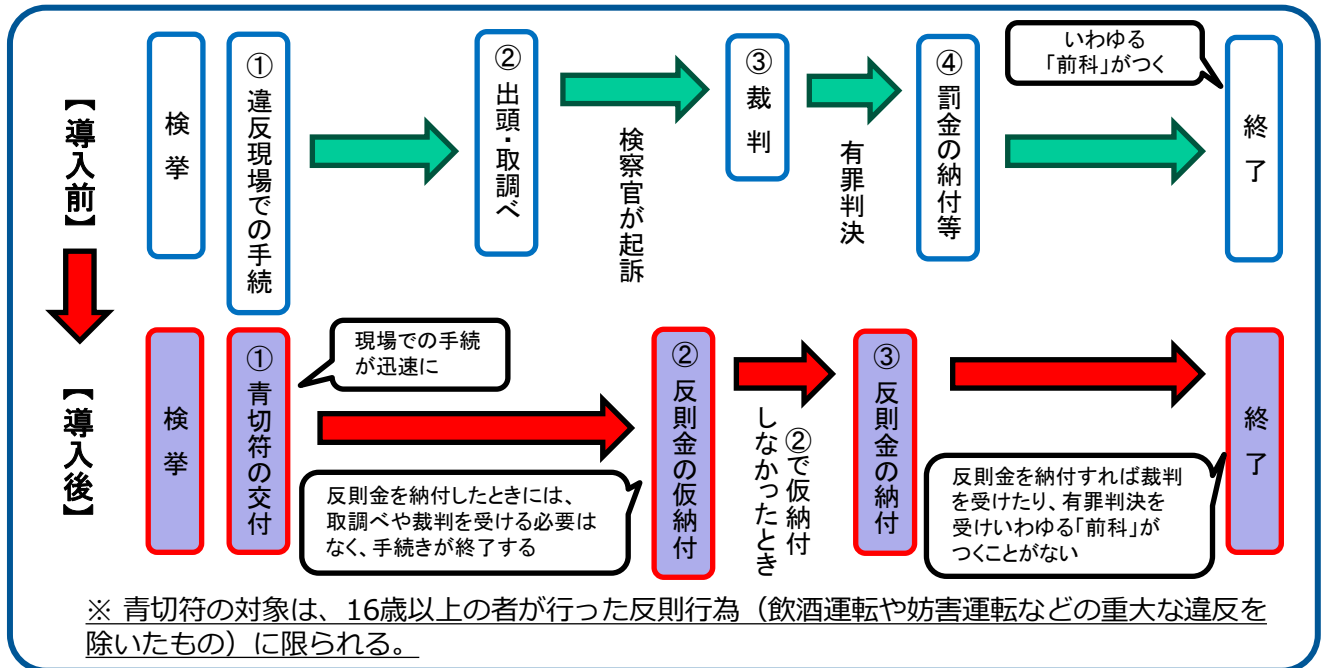 【導入前】
検挙
①違反現場での手続
②出頭・取調べ
検察官が起訴
③裁判
有罪判決
④罰金の納付等
いわゆる
「前科」がつく
終了
【導入後】
検挙
①青切符の交付
現場での手続
が迅速に
反則金を納付したときには、
取調べや裁判を受ける必要は
なく、手続きが終了する
②反則金の仮納付
②で仮納付
しなかったとき
③反則金の納付
反則金を納付すれば裁判
を受けたり、有罪判決を
受けいわゆる「前科」が
つくことがない
終了
※ 青切符の対象は、16歳以上の者が行った反則行為（飲酒運転や妨害運転などの重大な違反を
除いたもの）に限られる。